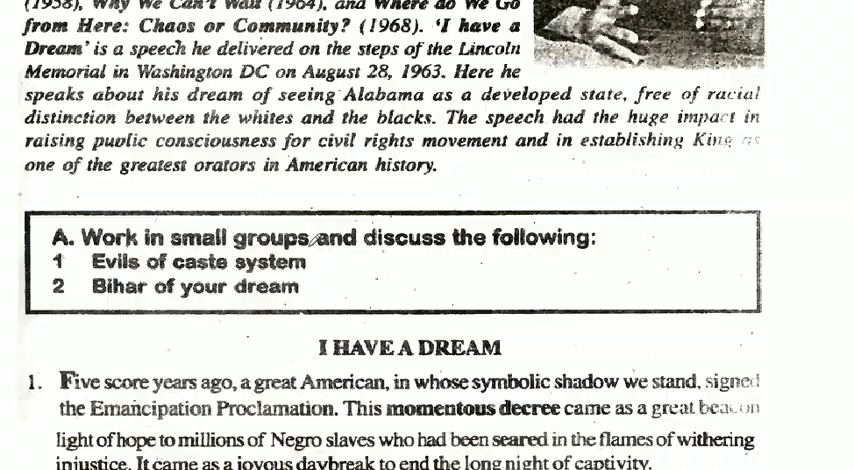 (1958), Why We Can't Wait (1964), and Where do We Go
from Here: Chaos or Community? (1968). 'I have a
Dream' is a speech he delivered on the steps of the Lincoln
Memorial in Washington DC on August 28, 1963. Here he
speaks about his dream of seeing Alabama as a developed state, free of racial
distinction between the whites and the blacks. The speech had the huge impact in
raising public consciousness for civil rights movement and in establishing King as
one of the greatest orators in American history.
A. Work in small groups and discuss the following:
1 Evils of caste system
2 Bihar of your dream
I HAVE A DREAM
1. Five score years ago, a great American, in whose symbolic shadow we stand, signed
the Emancipation Proclamation. This momentous decree came as a great beacon
light of hope to millions of Negro slaves who had been seared in the flames of withering
injustice. It came as a joyous daybreak to end the long night of captivity.